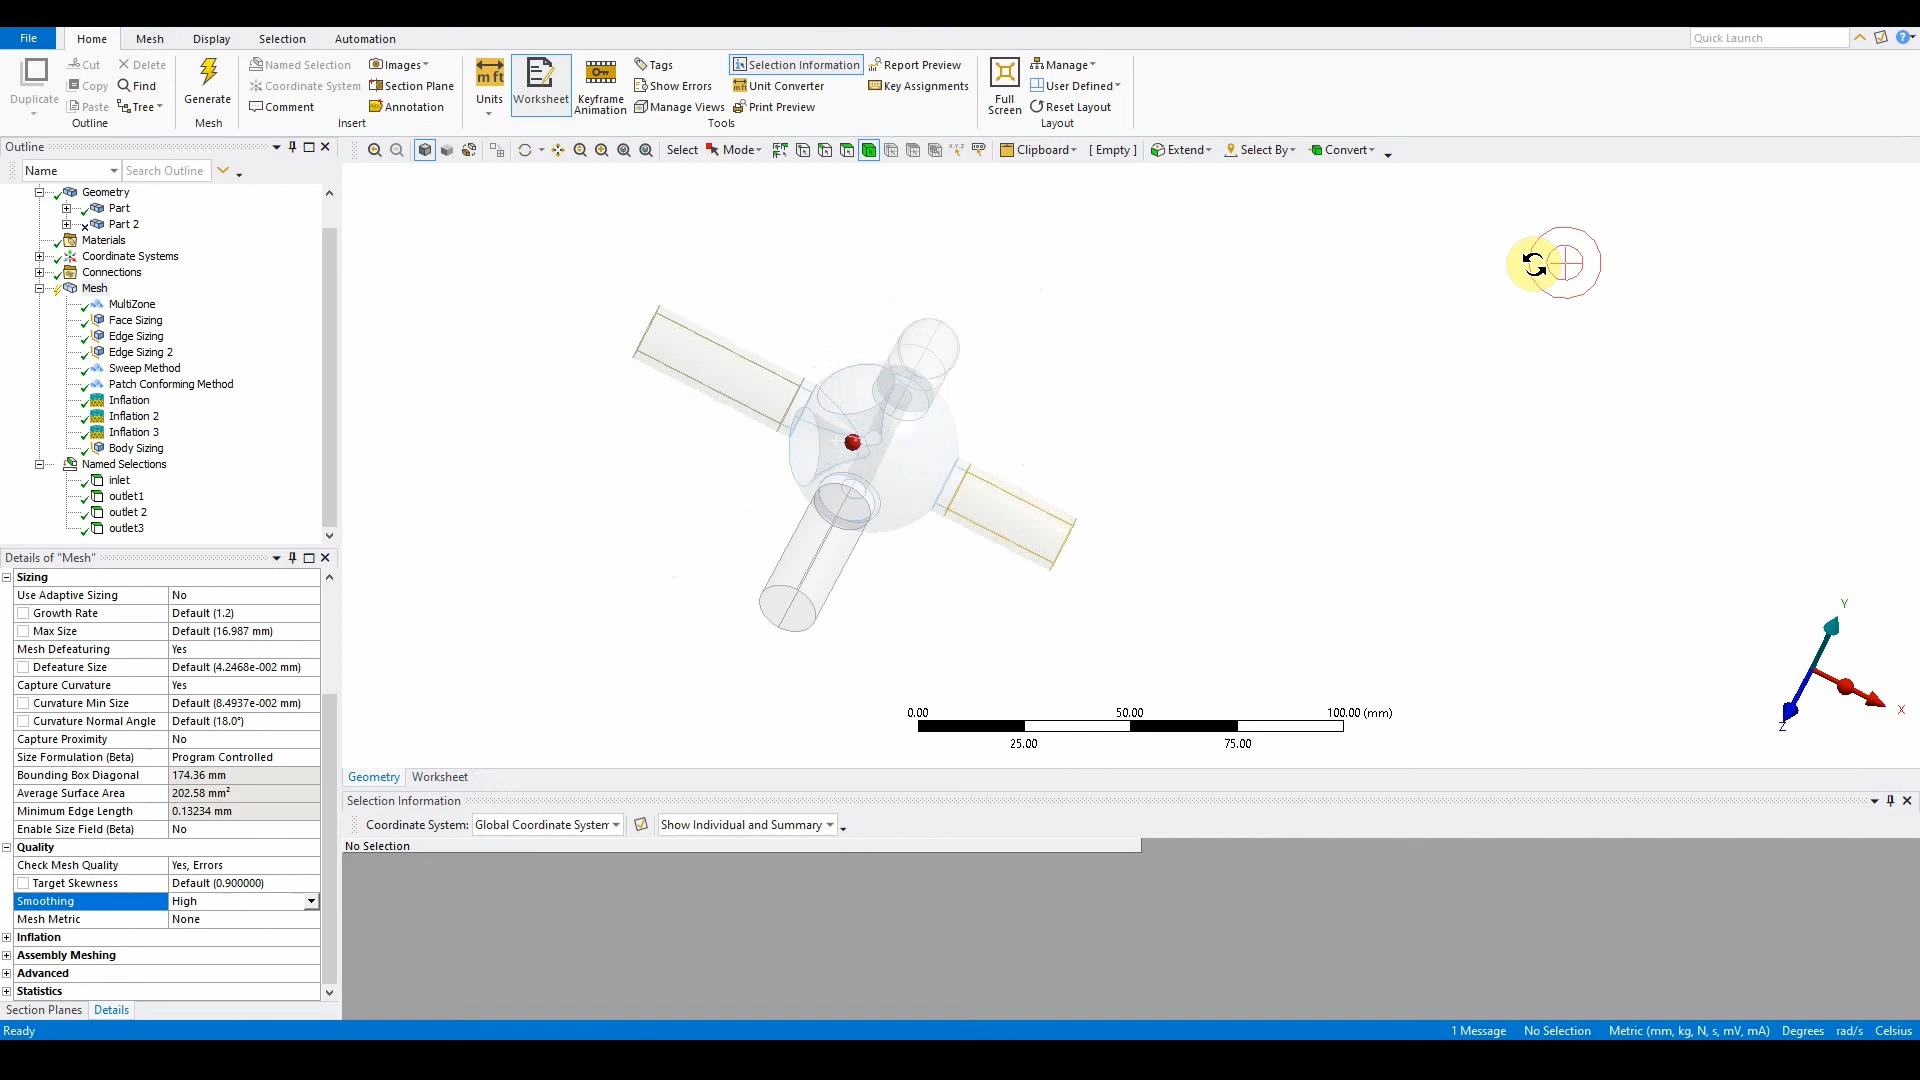 File Home Mesh Display Selection Automation Quick Launch
Duplicate Cut Copy Paste Delete Find Tree Outline
Generate Mesh
Named Selection Coordinate System Comment Images Section Plane Annotation Insert
Units Worksheet Keyframe Animation Tags Show Errors Manage Views Selection Information Unit Converter Print Preview Report Preview Key Assignments Tools
Full Screen Manage User Defined Reset Layout Layout
Outline
Name Search Outline
Select Mode Clipboard [ Empty ] Extend Select By Convert
Geometry
Part
Part 2
Materials
Coordinate Systems
Connections
Mesh
MultiZone
Face Sizing
Edge Sizing
Edge Sizing 2
Sweep Method
Patch Conforming Method
Inflation
Inflation 2
Inflation 3
Body Sizing
Named Selections
inlet
outlet1
outlet 2
outlet3
Details of "Mesh"
Sizing
Use Adaptive Sizing No
Growth Rate Default (1.2)
Max Size Default (16.987 mm)
Mesh Defeaturing Yes
Defeature Size Default (4.2468e-002 mm)
Capture Curvature Yes
Curvature Min Size Default (8.4937e-002 mm)
Curvature Normal Angle Default (18.0°)
Capture Proximity No
Size Formulation (Beta) Program Controlled
Bounding Box Diagonal 174.36 mm
Average Surface Area 202.58 mm²
Minimum Edge Length 0.13234 mm
Enable Size Field (Beta) No
Quality
Check Mesh Quality Yes, Errors
Target Skewness Default (0.900000)
Smoothing High
Mesh Metric None
Inflation
Assembly Meshing
Advanced
Statistics
Section Planes Details
0.00 50.00 100.00 (mm)
25.00 75.00
Y
X
Z
Geometry Worksheet
Selection Information
Coordinate System: Global Coordinate System Show Individual and Summary
No Selection
Ready 1 Message No Selection Metric (mm, kg, N, s, mV, mA) Degrees rad/s Celsius